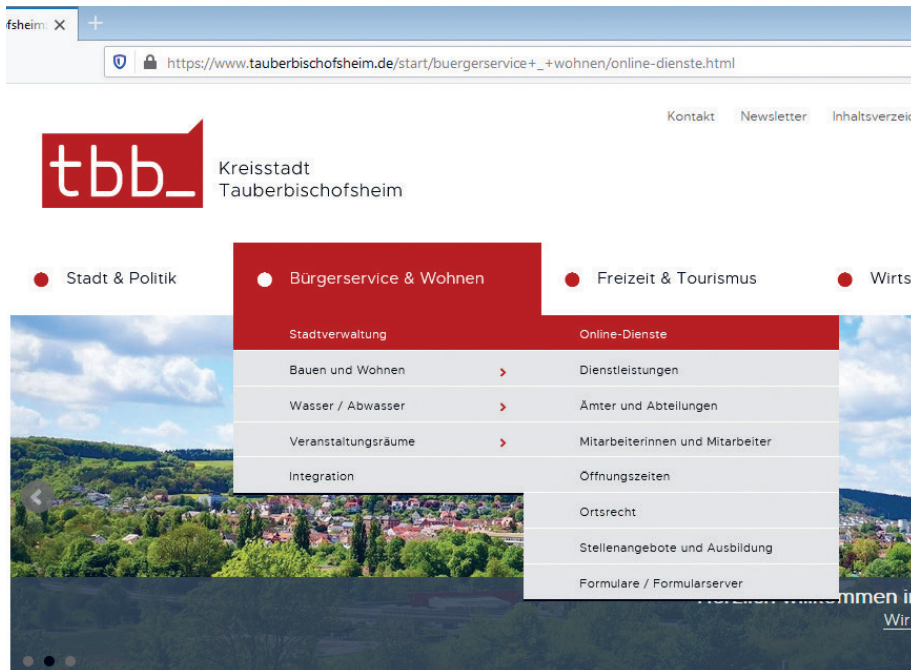 https://www.tauberbischofsheim.de/start/buergerservice+_+wohnen/online-dienste.html
Kontakt Newsletter
tbb_
Kreisstadt
Tauberbischofsheim
Stadt & Politik Bürgerservice & Wohnen Freizeit & Tourismus
Stadtverwaltung Online-Dienste
Bauen und Wohnen Dienstleistungen
Wasser / Abwasser Ämter und Abteilungen
Veranstaltungsräume Mitarbeiterinnen und Mitarbeiter
Integration Öffnungszeiten
Ortsrecht
Stellenangebote und Ausbildung
Formulare / Formularserver
Wir